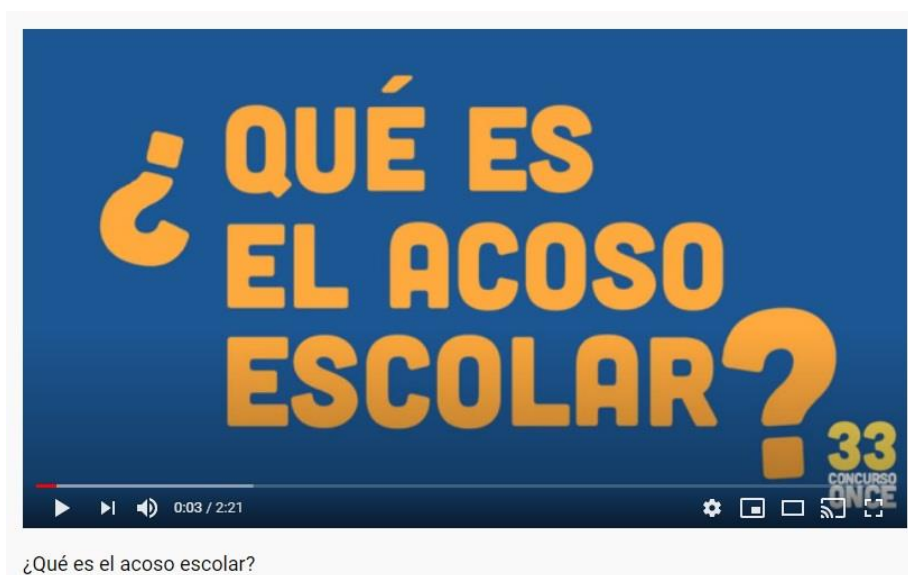 ¿QUÉ ES
EL ACOSO
ESCOLAR?
33
CONCURSO
ONCE
0:03 / 2:21
¿Qué es el acoso escolar?